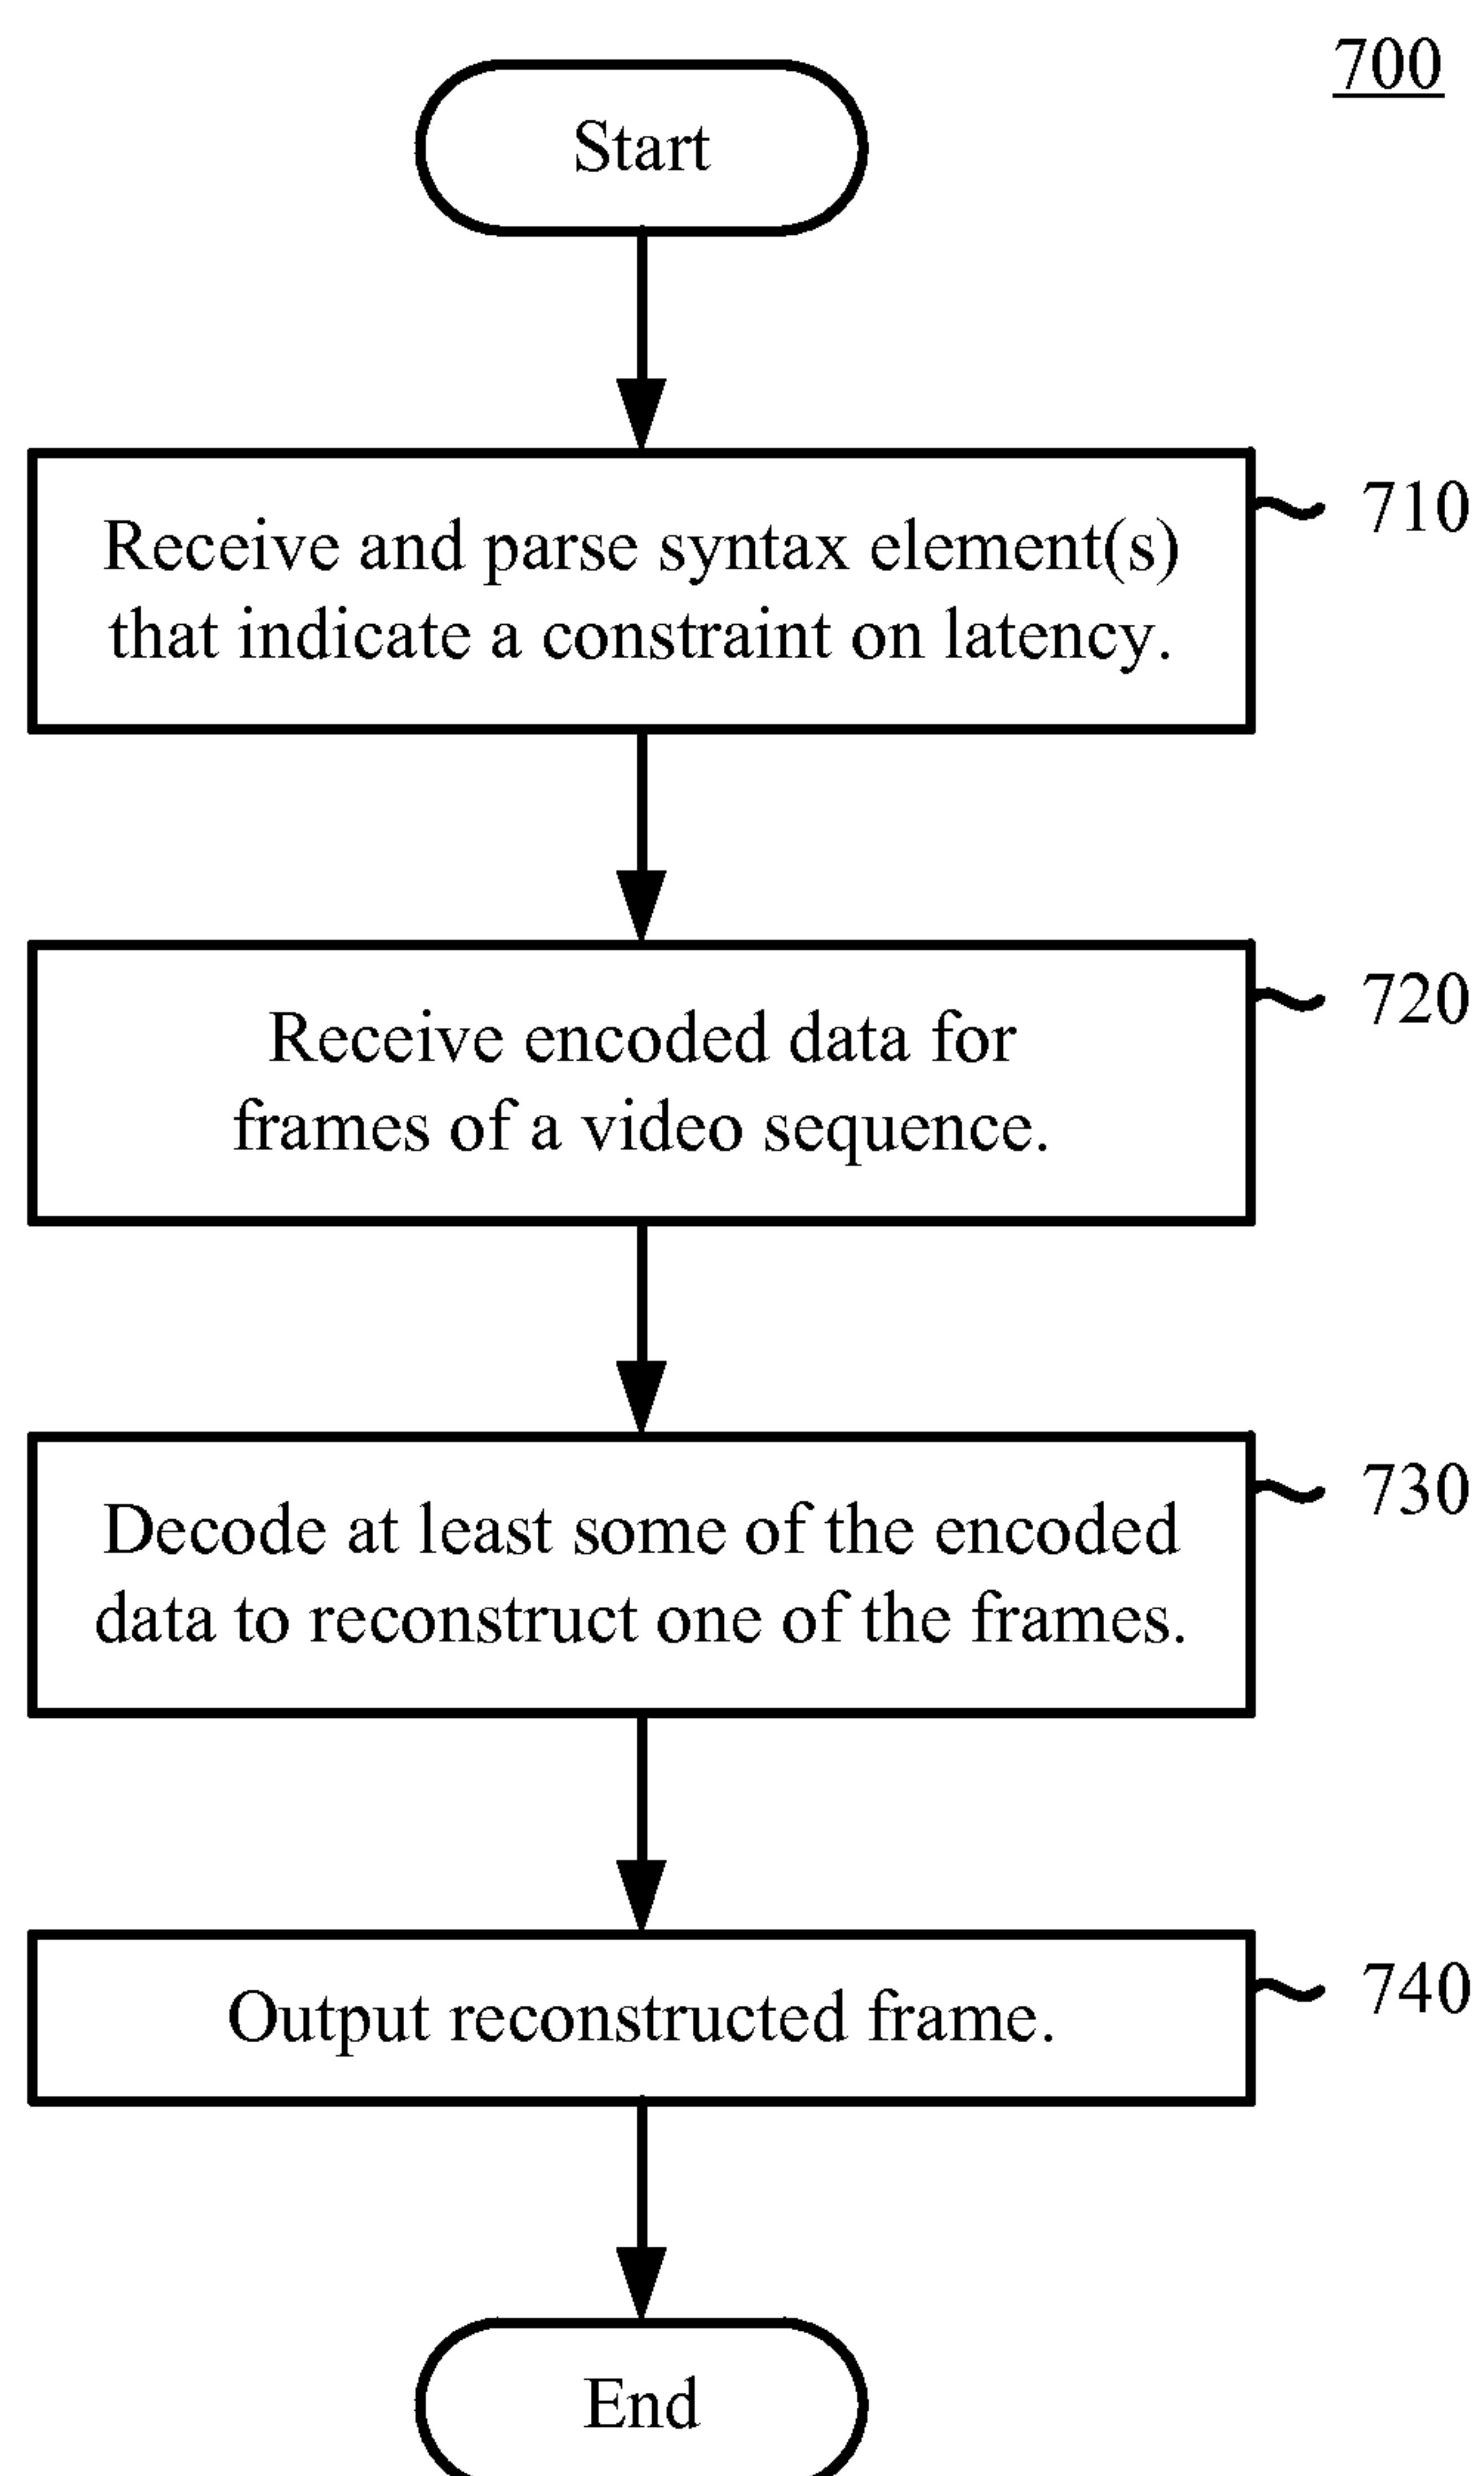 700
Start
Receive and parse syntax element(s)
that indicate a constraint on latency.
710
Receive encoded data for
frames of a video sequence.
720
Decode at least some of the encoded
data to reconstruct one of the frames.
730
Output reconstructed frame.
740
End